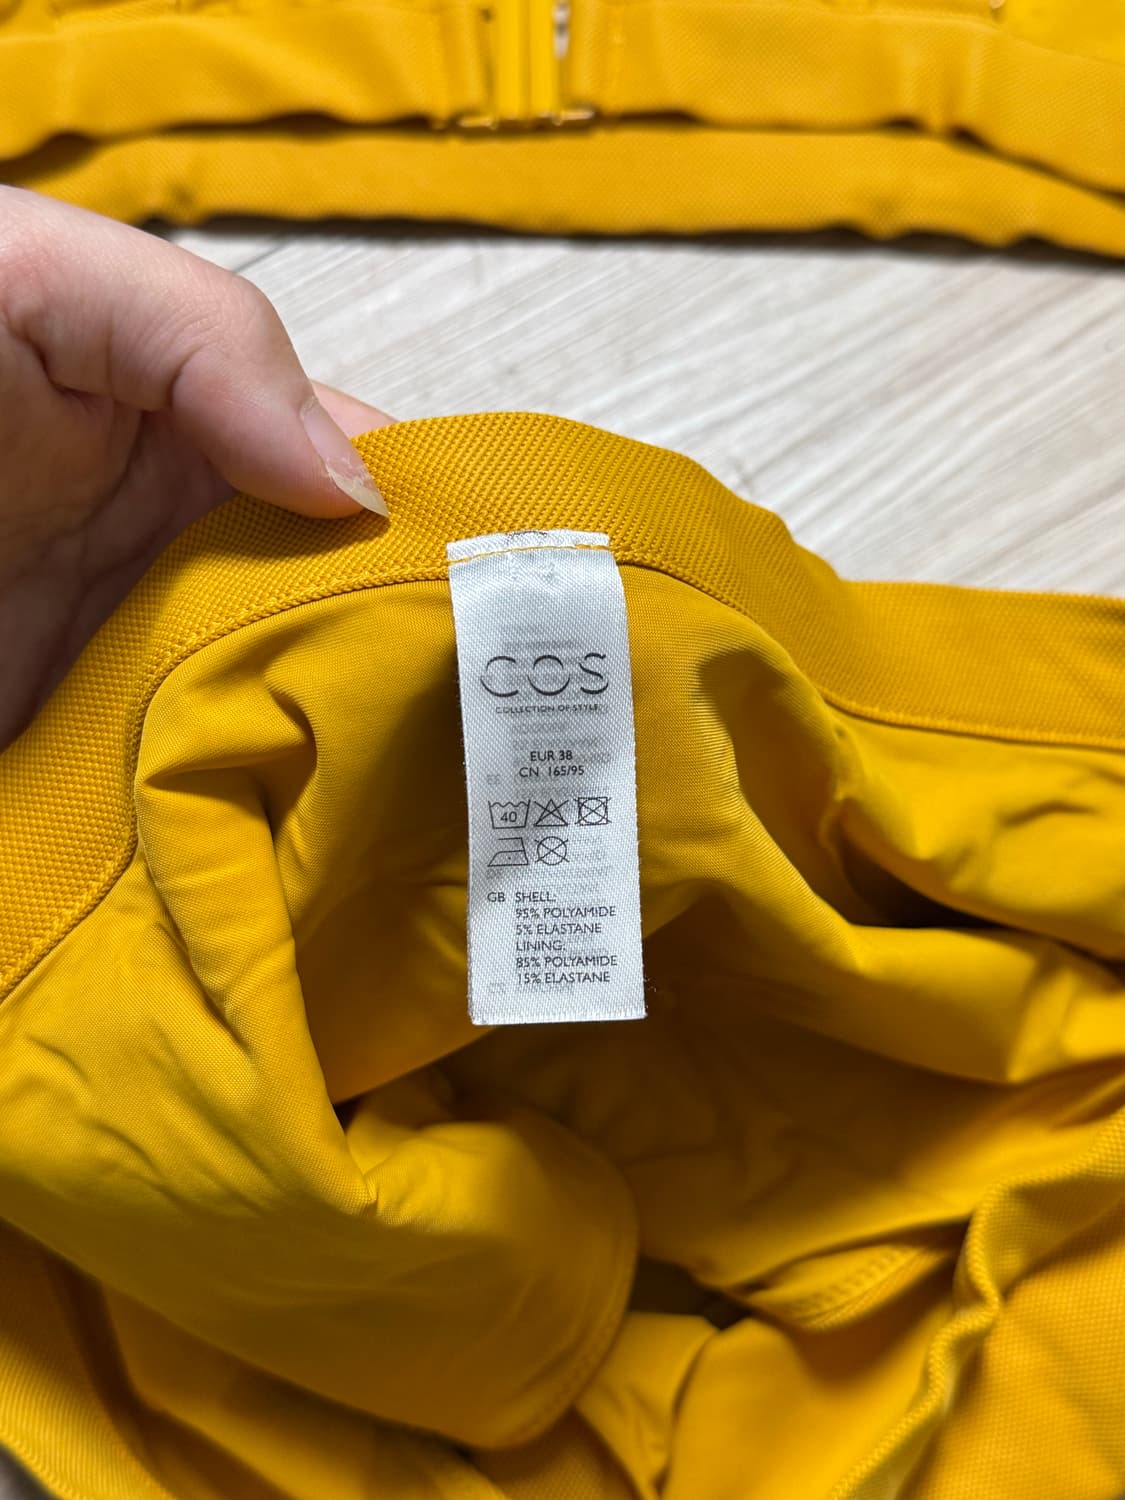 COS
COLLECTION OF STYLE
EUR 38
CN 165/95
40
GB SHELL:
95% POLYAMIDE
5% ELASTANE
LINING:
85% POLYAMIDE
15% ELASTANE